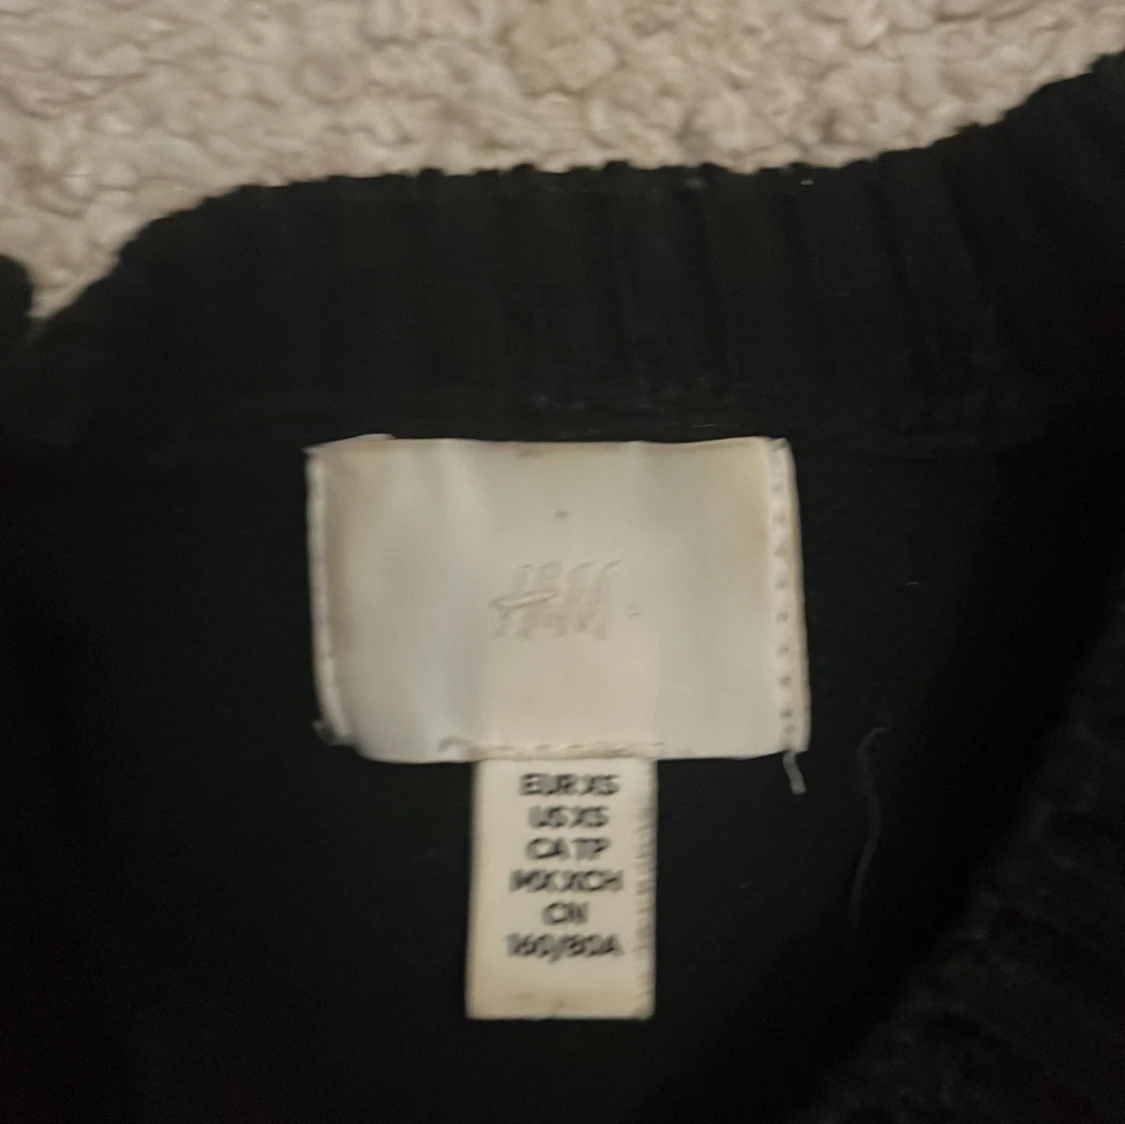 H&M
EUR XS
US XS
CA TP
MX XCH
CN
160/80A